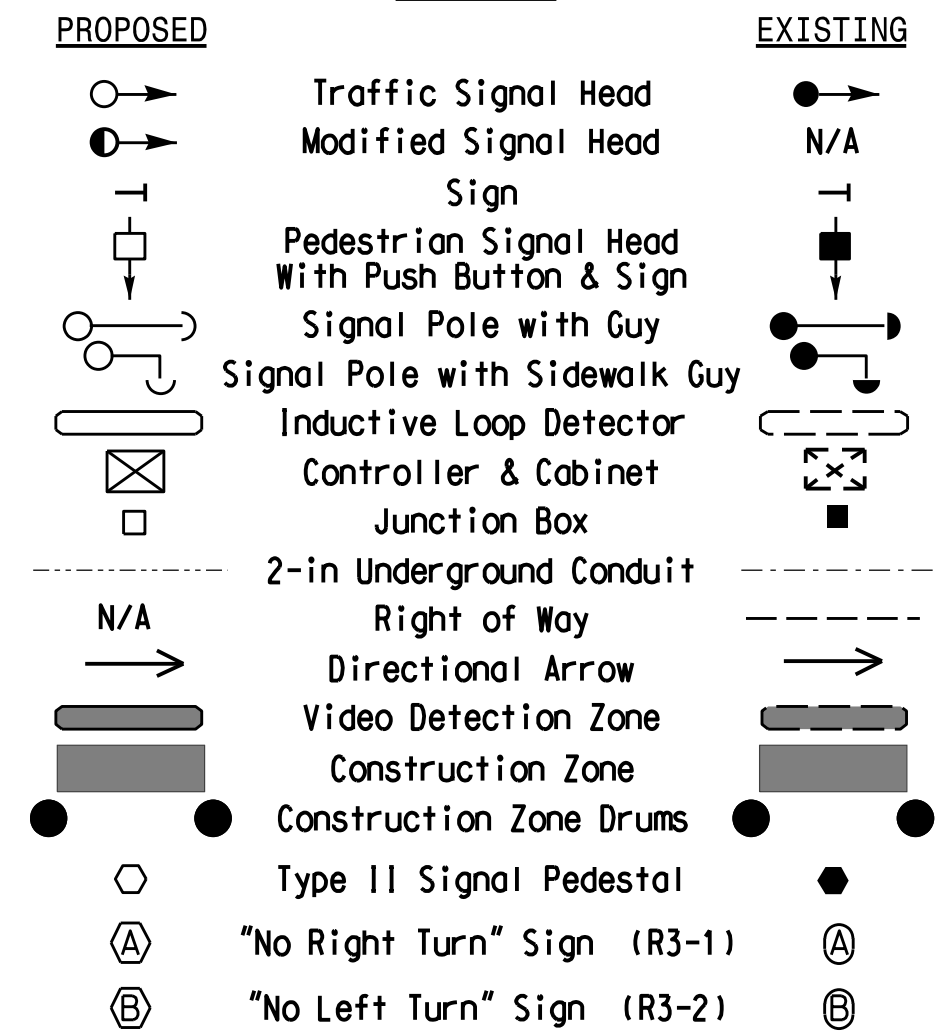 PROPOSED EXISTING
Traffic Signal Head
Modified Signal Head N/A
Sign
Pedestrian Signal Head
With Push Button & Sign
Signal Pole with Guy
Signal Pole with Sidewalk Guy
Inductive Loop Detector
Controller & Cabinet
Junction Box
2-in Underground Conduit
N/A Right of Way
Directional Arrow
Video Detection Zone
Construction Zone
Construction Zone Drums
Type II Signal Pedestal
A "No Right Turn" Sign (R3-1) A
B "No Left Turn" Sign (R3-2) B